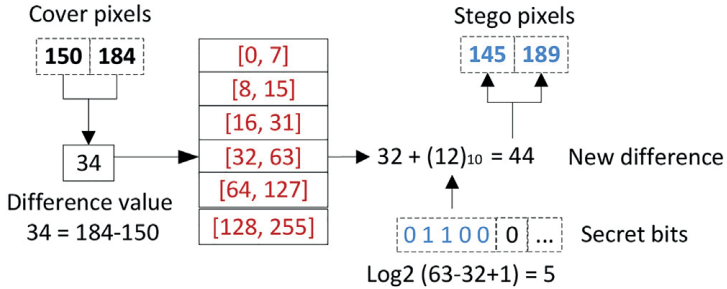 Cover pixels
150 184
34
Difference value
34 = 184-150
[0, 7]
[8, 15]
[16, 31]
[32, 63]
[64, 127]
[128, 255]
Stego pixels
145 189
32 + (12)10 = 44
New difference
0 1 1 0 0 0 ...
Secret bits
Log2 (63-32+1) = 5